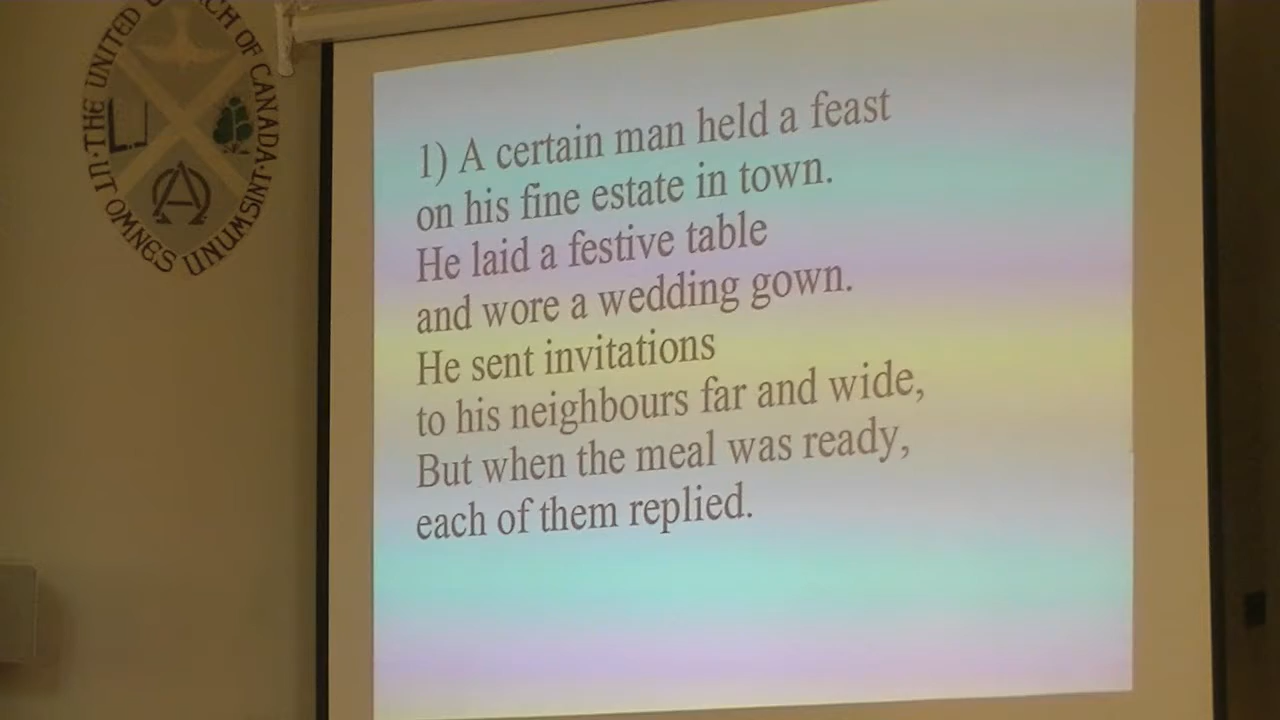 ·THE UNITED CH OF CANADA·
UT OMNES UNUM SINT
1) A certain man held a feast
on his fine estate in town.
He laid a festive table
and wore a wedding gown.
He sent invitations
to his neighbours far and wide,
But when the meal was ready,
each of them replied.